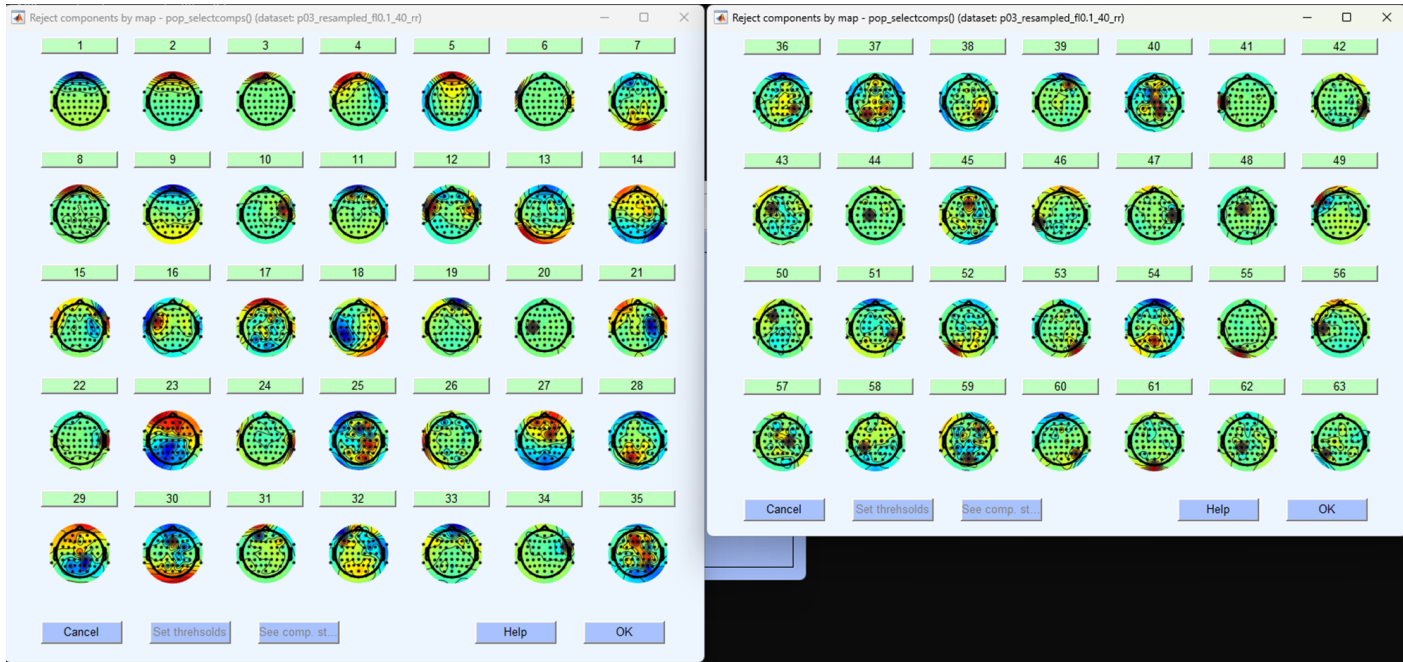 Reject components by map - pop_selectcomps() (dataset: p03_resampled_fl0.1_40_rr)
1 2 3 4 5 6 7
8 9 10 11 12 13 14
15 16 17 18 19 20 21
22 23 24 25 26 27 28
29 30 31 32 33 34 35
Cancel Set threhsolds See comp. st... Help OK
Reject components by map - pop_selectcomps() (dataset: p03_resampled_fl0.1_40_rr)
36 37 38 39 40 41 42
43 44 45 46 47 48 49
50 51 52 53 54 55 56
57 58 59 60 61 62 63
Cancel Set threhsolds See comp. st... Help OK